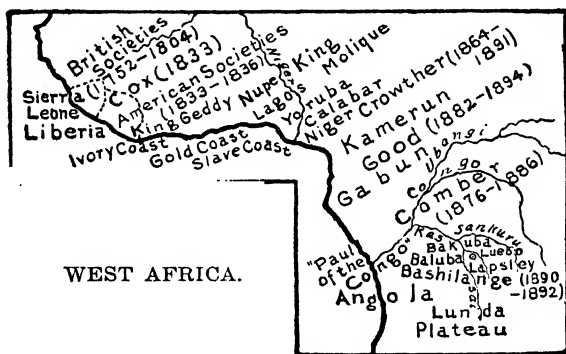 British
Societies
(1752–1804)
Cox (1833)
American Societies
(1833–1836)
King Geddy
Nupe King
Lagos Molique
Sierra
Leone
Liberia
Ivory Coast
Gold Coast
Slave Coast
Niger
Yoruba
Calabar
Niger Crowther (1864–
1891)
Kamerun
Good (1882–1894)
Gabun
Ubangi
Congo
Comber
(1876–1886)
"Paul
of the
Congo"
Angola
Kas
sai
Sankuru
Bakuba
Luebo
Baluba
Lapsley
Bashilange (1890
–1892)
Lunda
Plateau
WEST AFRICA.